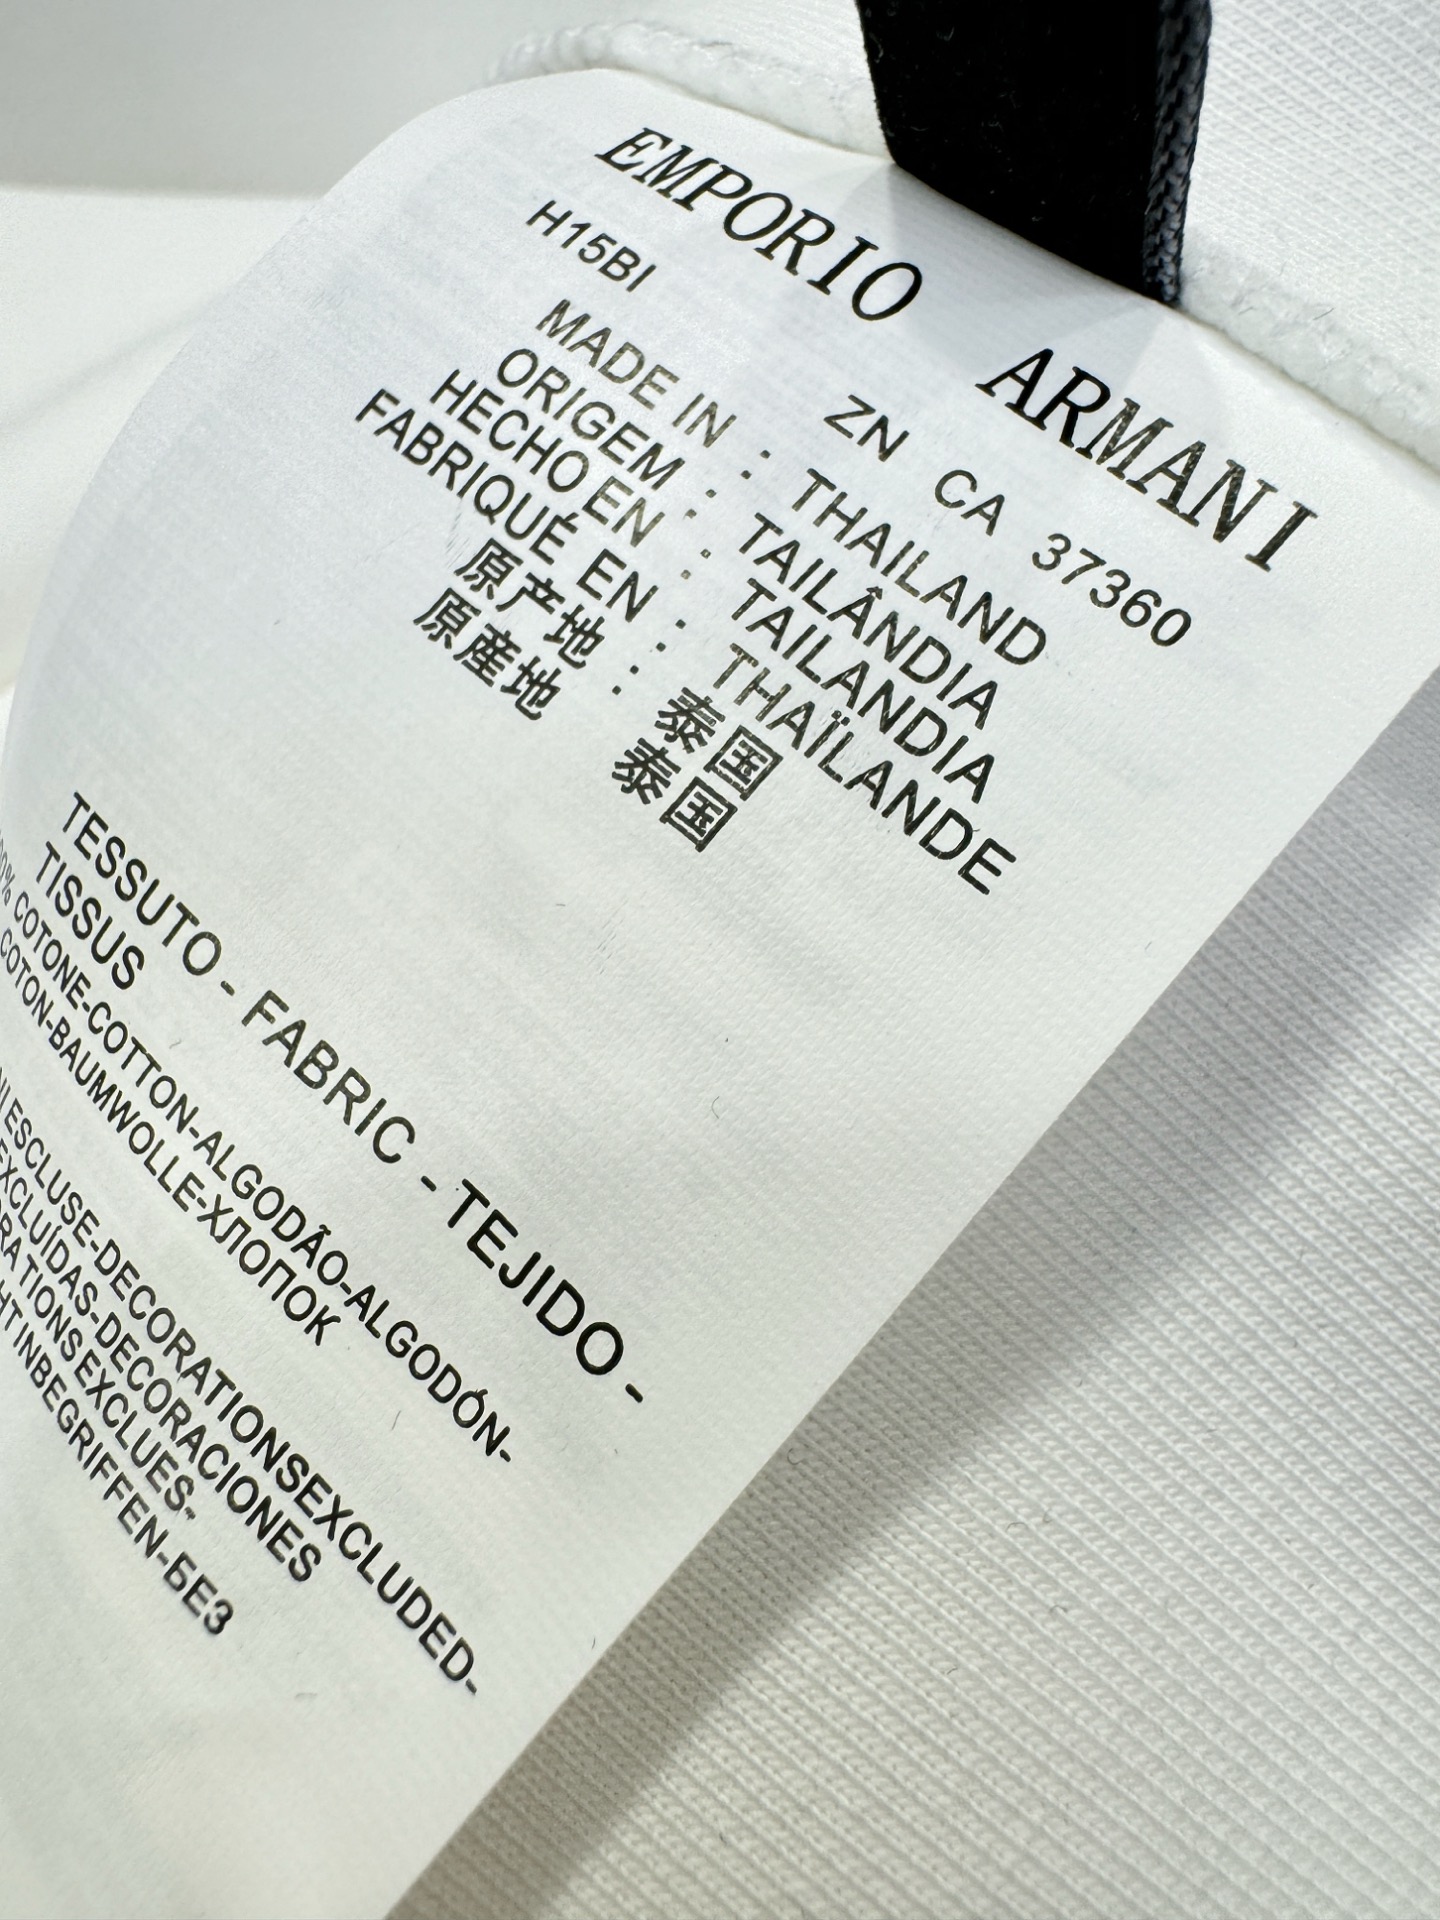 EMPORIO ARMANI
H15BI ZN CA 37360
MADE IN : THAILAND
ORIGEM : TAILÂNDIA
HECHO EN : TAILANDIA
FABRIQUÉ EN : THAÏLANDE
原产地 : 泰国
原産地 : 泰国
TESSUTO - FABRIC - TEJIDO -
TISSUS
COTONE-COTTON-ALGODÃO-ALGODÓN-
COTON-BAUMWOLLE-ХЛОПОК
ESCLUSE-DECORATIONSEXCLUDED-
EXCLUÍDAS-DECORACIONES
EXCLUES-
INBEGRIFFEN-БЕЗ